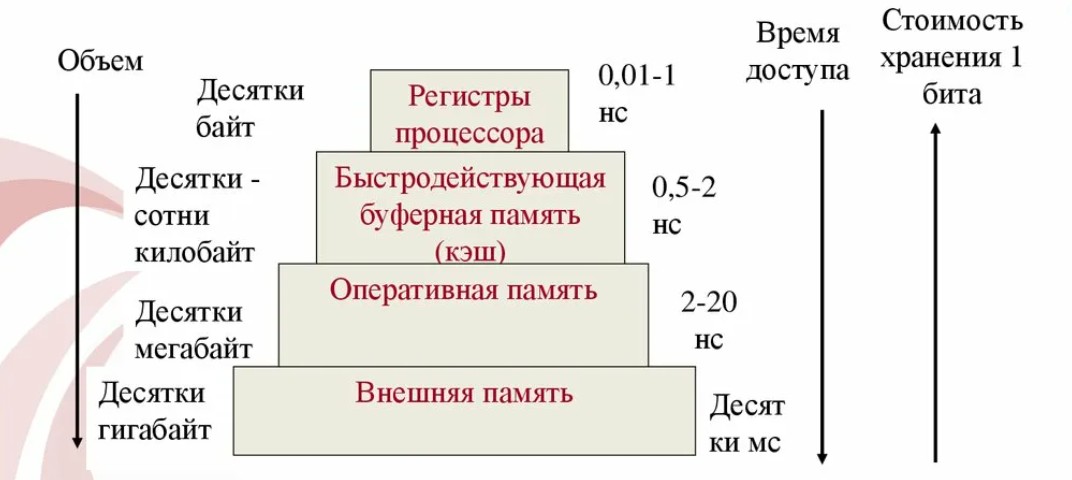 Объем
Десятки
байт
Регистры
процессора
0,01-1
нс
Время
доступа
Стоимость
хранения 1
бита
Десятки -
сотни
килобайт
Быстродействующая
буферная память
(кэш)
0,5-2
нс
Десятки
мегабайт
Оперативная память
2-20
нс
Десятки
гигабайт
Внешняя память
Десят
ки мс